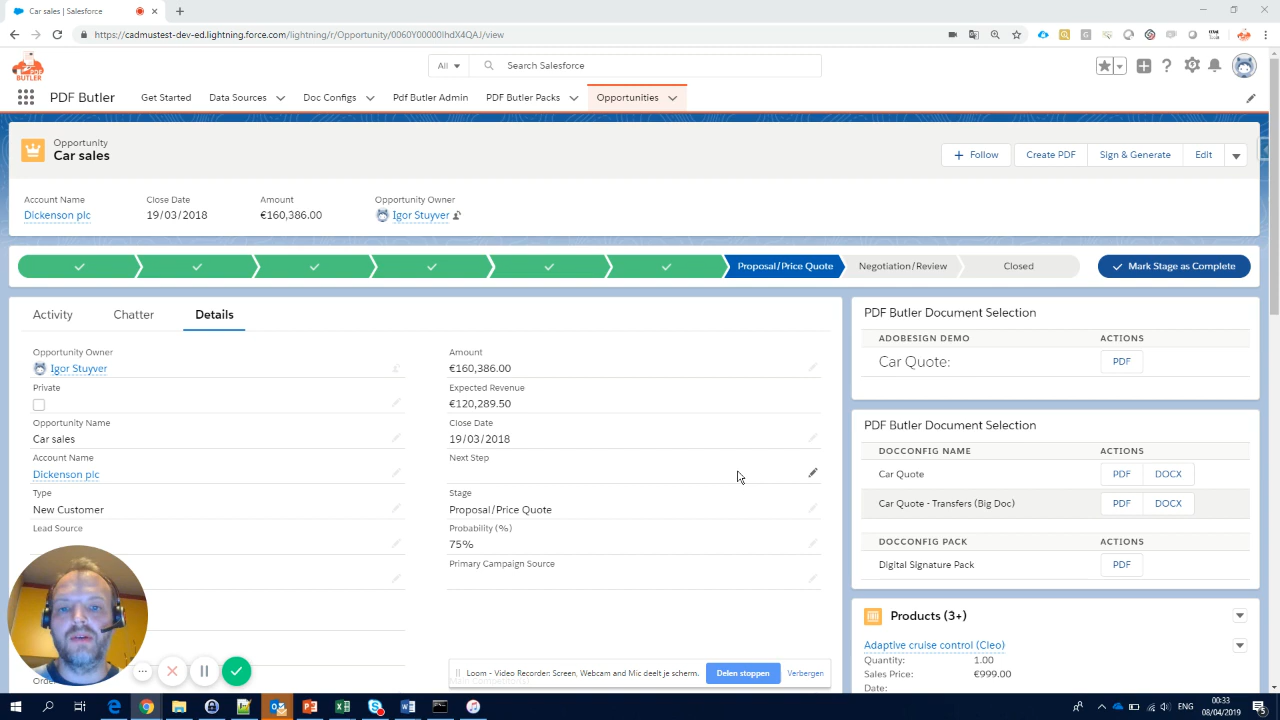 Car sales | Salesforce
https://cadmustest-dev-ed.lightning.force.com/lightning/r/Opportunity/0060Y00000IhdX4QAJ/view
PDF BUTLER
All
Search Salesforce
PDF Butler
Get Started
Data Sources
Doc Configs
Pdf Butler Admin
PDF Butler Packs
Opportunities
Opportunity
Car sales
Follow
Create PDF
Sign & Generate
Edit
Account Name
Close Date
Amount
Opportunity Owner
Dickenson plc
19/03/2018
€160,386.00
Igor Stuyver
Proposal/Price Quote
Negotiation/Review
Closed
Mark Stage as Complete
Activity
Chatter
Details
Opportunity Owner
Igor Stuyver
Private
Opportunity Name
Car sales
Account Name
Dickenson plc
Type
New Customer
Lead Source
Amount
€160,386.00
Expected Revenue
€120,289.50
Close Date
19/03/2018
Next Step
Stage
Proposal/Price Quote
Probability (%)
75%
Primary Campaign Source
PDF Butler Document Selection
ADOBESIGN DEMO
ACTIONS
Car Quote:
PDF
PDF Butler Document Selection
DOCCONFIG NAME
ACTIONS
Car Quote
PDF
DOCX
Car Quote - Transfers (Big Doc)
PDF
DOCX
DOCCONFIG PACK
ACTIONS
Digital Signature Pack
PDF
Products (3+)
Adaptive cruise control (Cleo)
Quantity:
1.00
Sales Price:
€999.00
Date:
Loom - Video Recorder: Screen, Webcam and Mic deelt je scherm.
Delen stoppen
Verbergen
00:33
08/04/2019